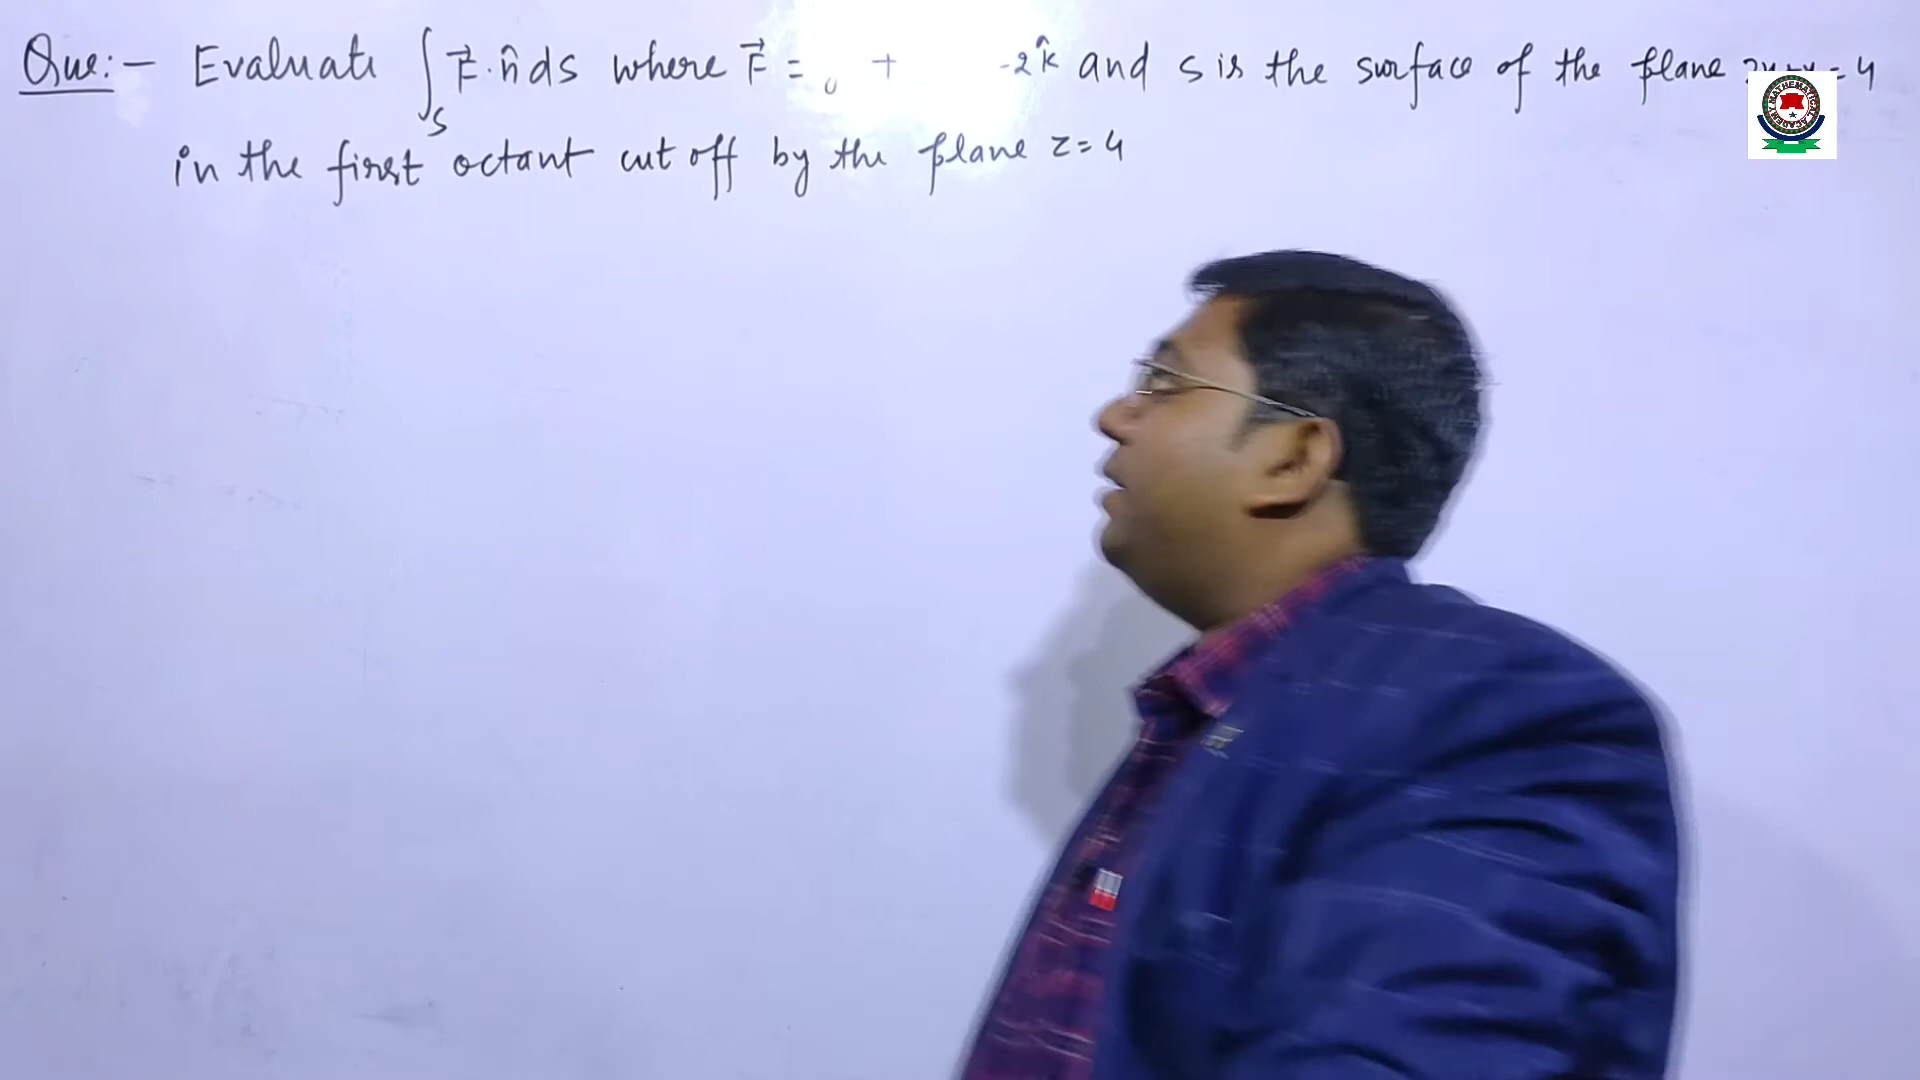 Que:- Evaluate ∫_S F⃗·n̂ ds where F⃗ = + -2k̂ and S is the surface of the plane = 4
in the first octant cut off by the plane z=4